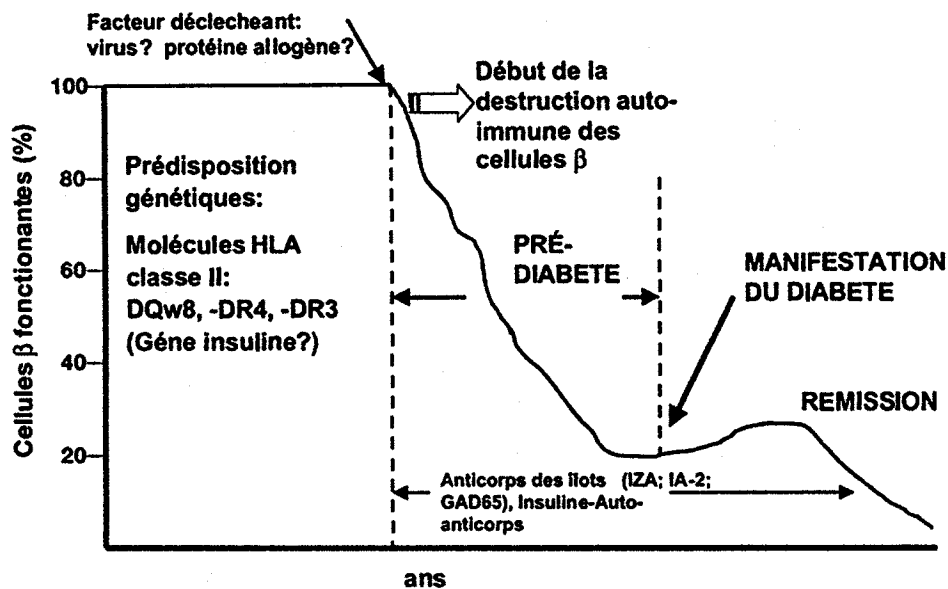 Facteur déclecheant:
virus? protéine allogène?
Début de la
destruction auto-
immune des
cellules β
Cellules β fonctionantes (%)
100
80
60
40
20
Prédisposition
génétiques:
Molécules HLA
classe II:
DQw8, -DR4, -DR3
(Géne insuline?)
PRÉ-
DIABETE
MANIFESTATION
DU DIABETE
REMISSION
Anticorps des îlots (IZA; IA-2;
GAD65), Insuline-Auto-
anticorps
ans